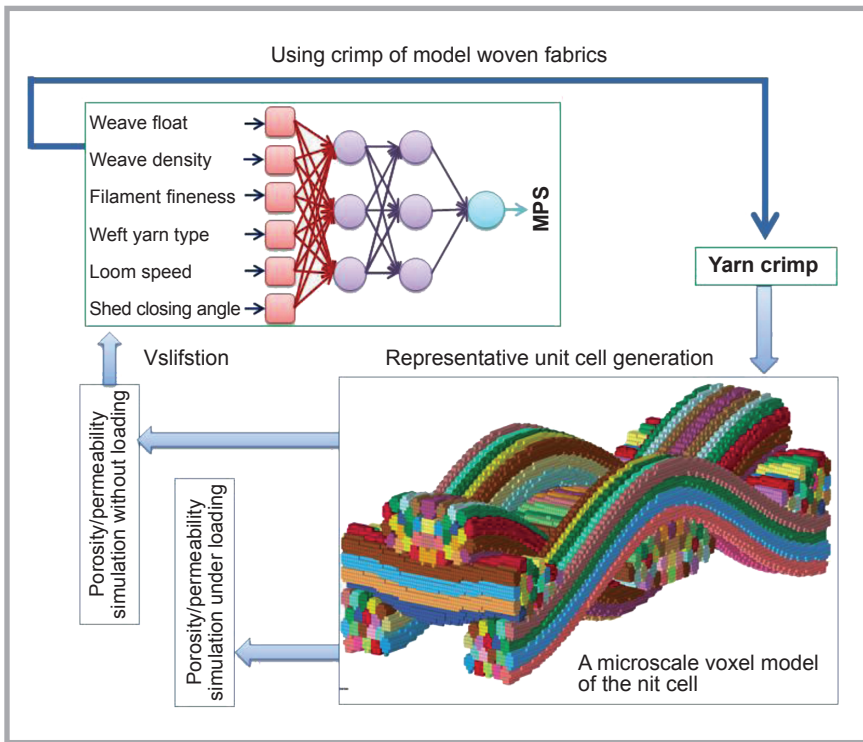 Using crimp of model woven fabrics
Weave float
Weave density
Filament fineness
Weft yarn type
Loom speed
Shed closing angle
MPS
Yarn crimp
Vslifstion
Representative unit cell generation
Porosity/permeability
simulation without loading
Porosity/permeability
simulation under loading
A microscale voxel model
of the nit cell